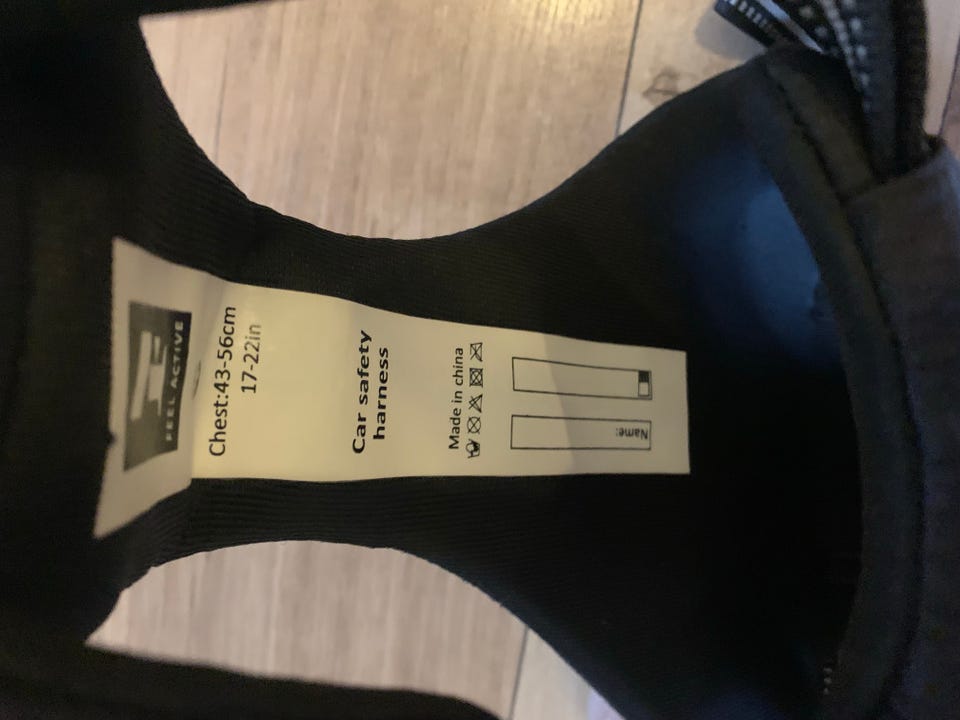 FEEL ACTIVE
Chest:43-56cm
17-22in
Car safety
harness
Made in china
Name: